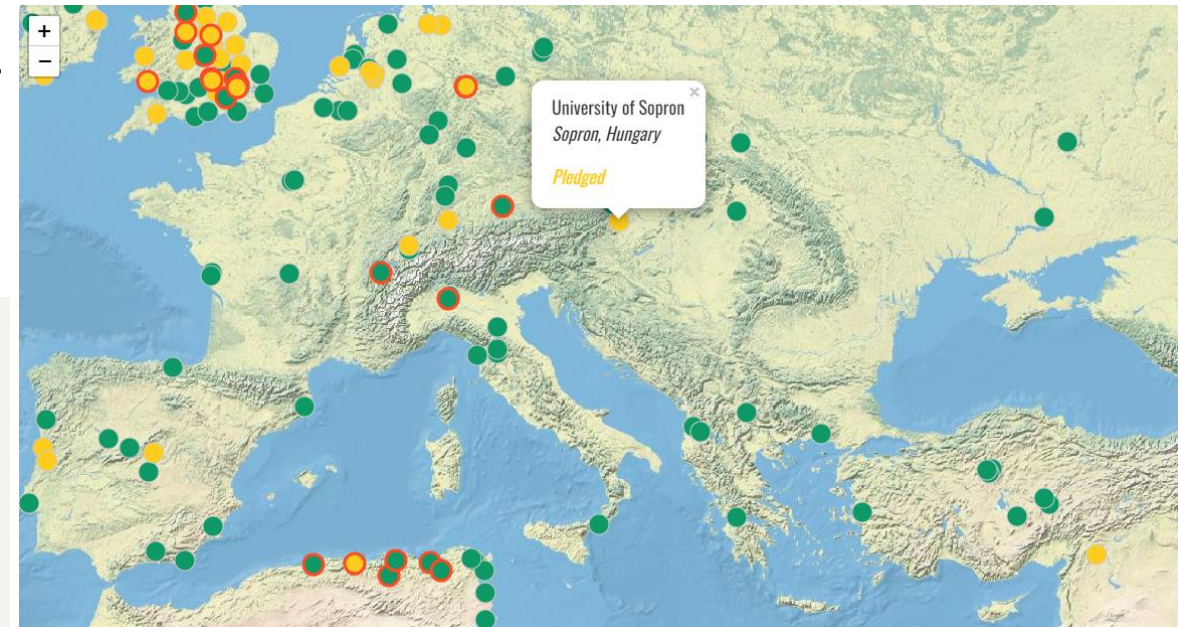 +
−
×
University of Sopron
Sopron, Hungary
Pledged